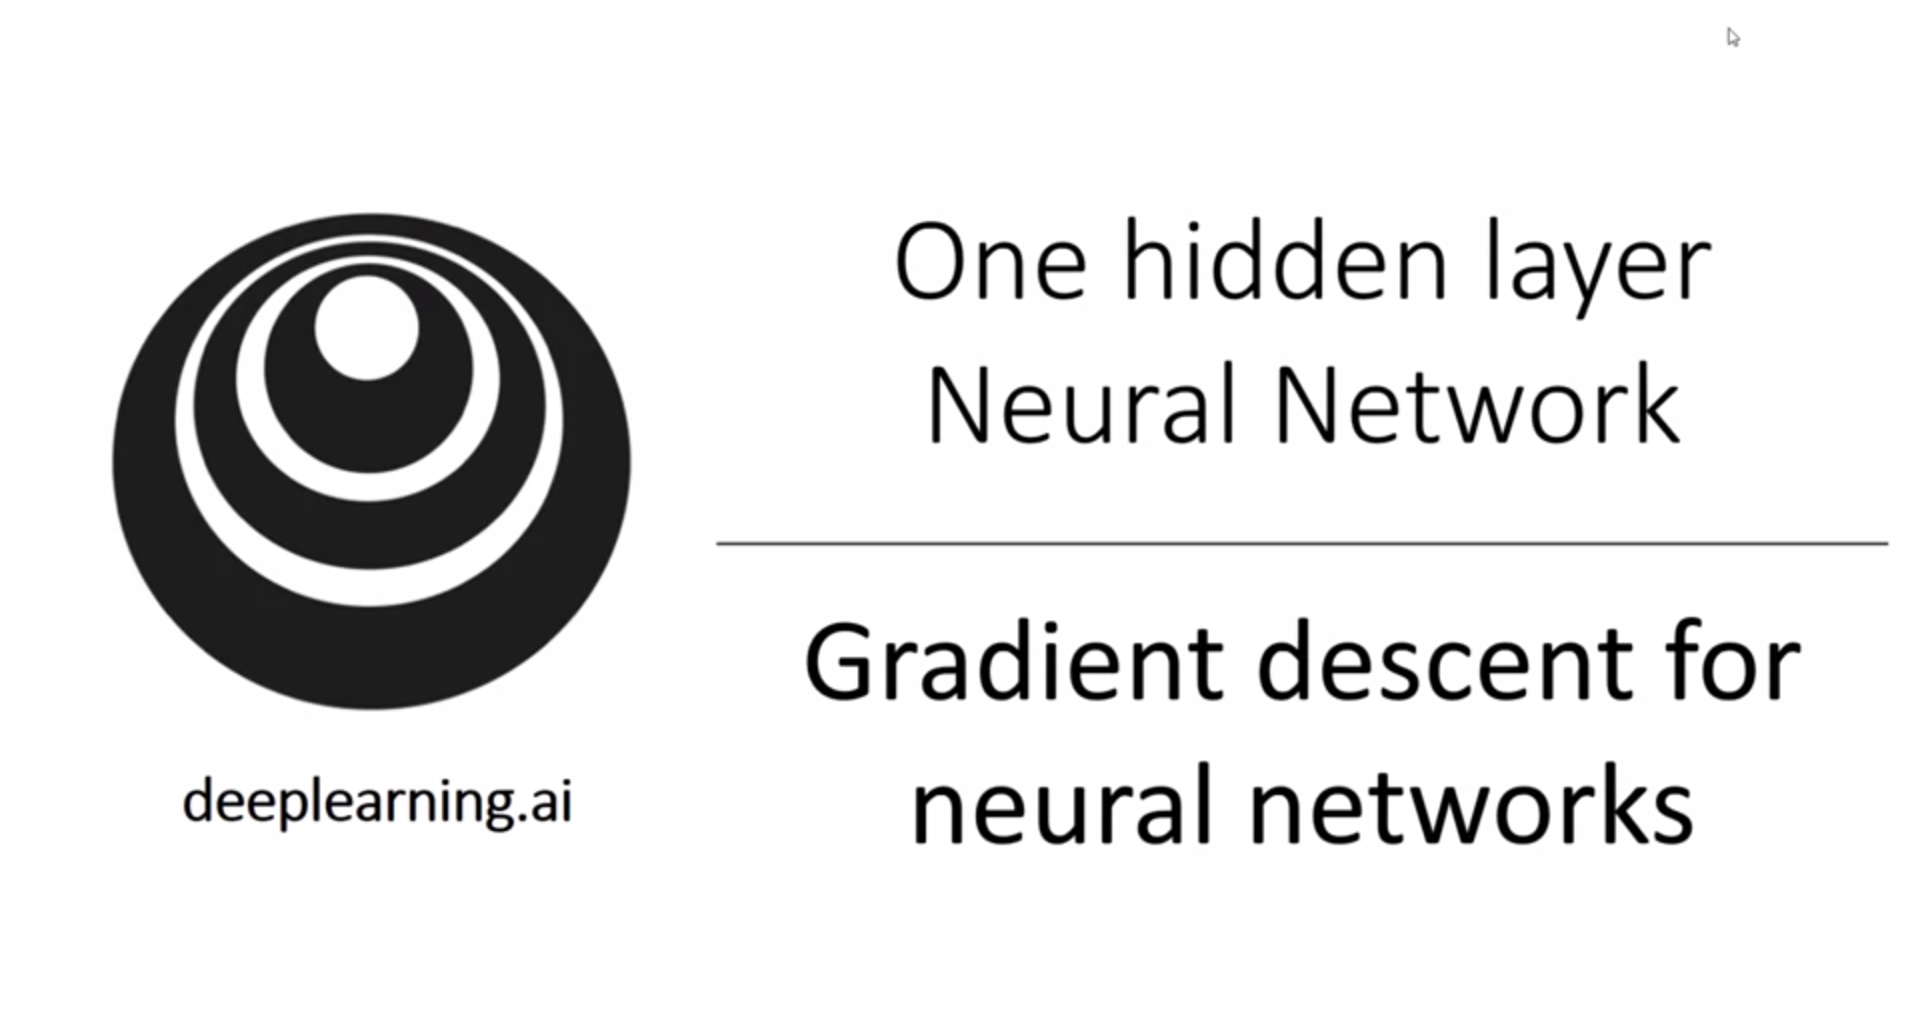 One hidden layer
Neural Network
Gradient descent for
neural networks
deeplearning.ai